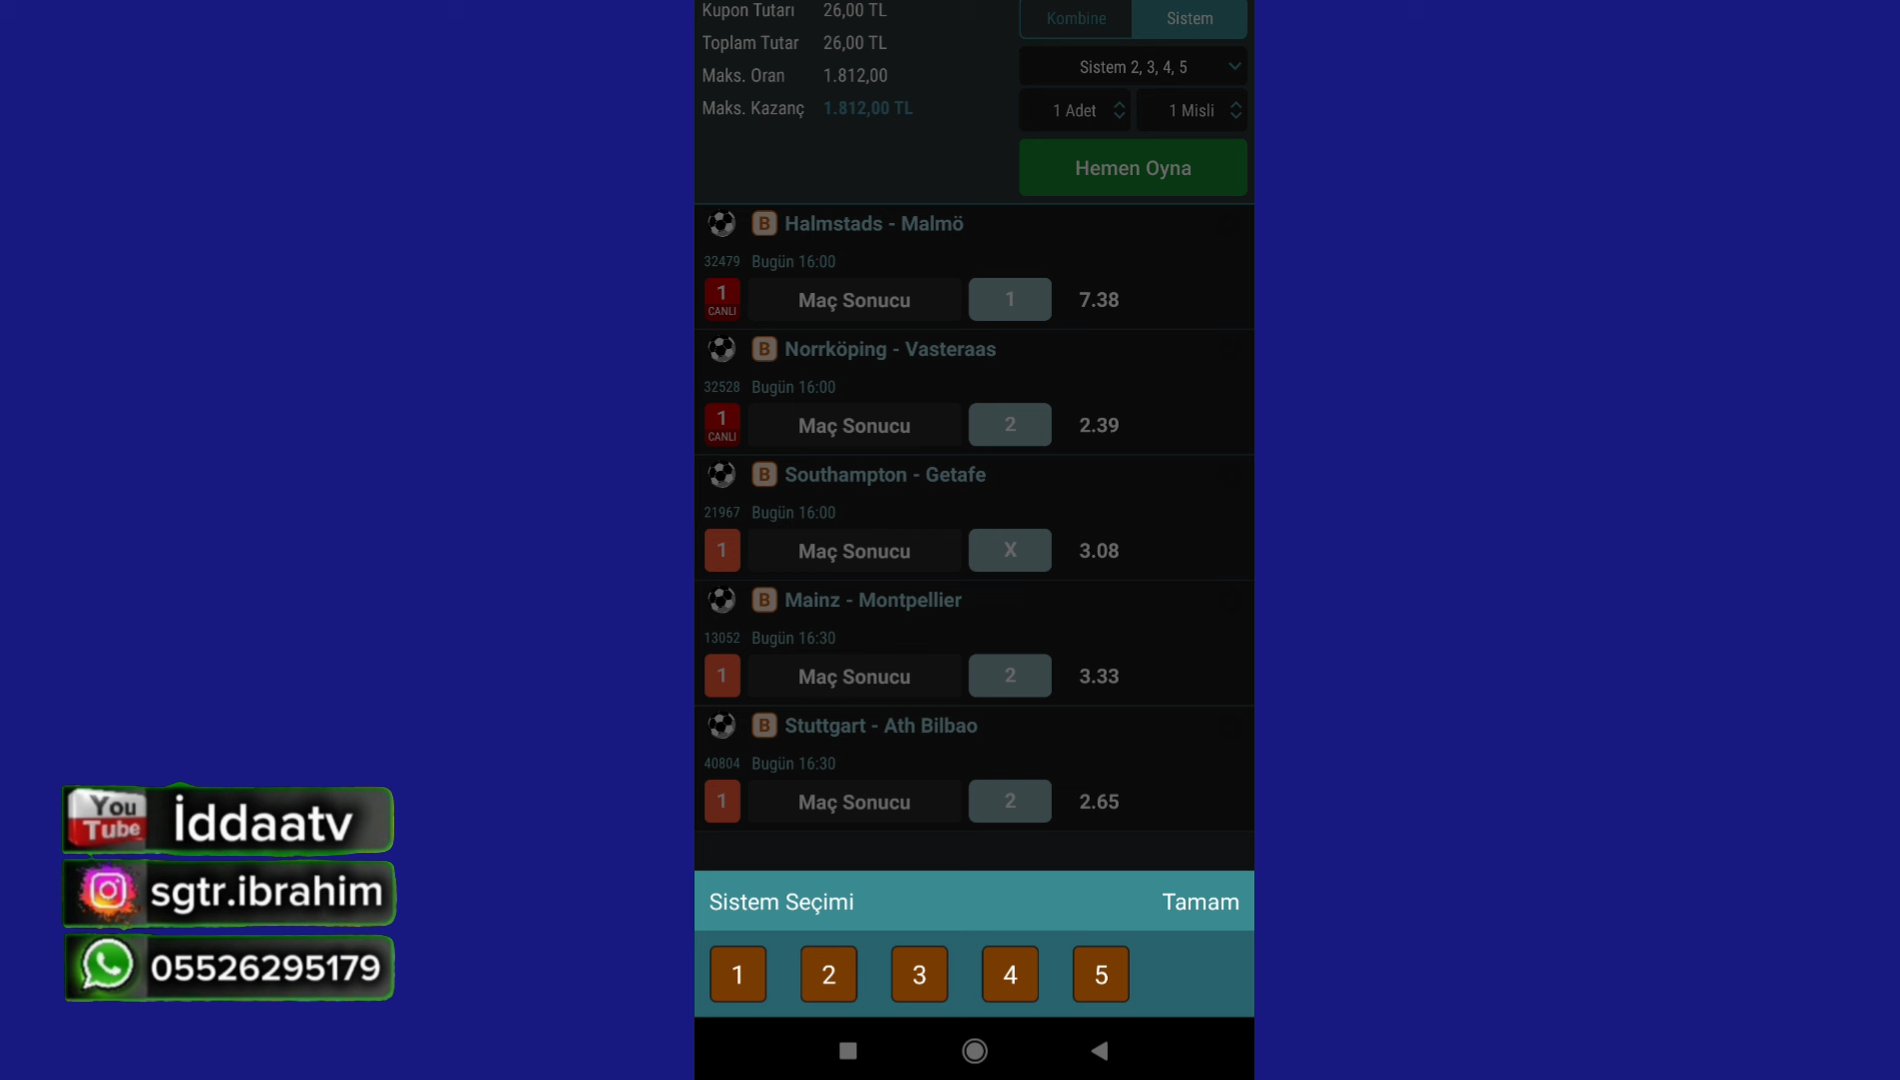 Kupon Tutarı 26,00 TL
Toplam Tutar 26,00 TL
Maks. Oran 1.812,00
Maks. Kazanç 1.812,00 TL
Kombine Sistem
Sistem 2, 3, 4, 5
1 Adet 1 Misli
Hemen Oyna
B Halmstads - Malmö
32479 Bugün 16:00
1 CANLI Maç Sonucu 1 7.38
B Norrköping - Vasteraas
32528 Bugün 16:00
1 CANLI Maç Sonucu 2 2.39
B Southampton - Getafe
21967 Bugün 16:00
1 Maç Sonucu X 3.08
B Mainz - Montpellier
13052 Bugün 16:30
1 Maç Sonucu 2 3.33
B Stuttgart - Ath Bilbao
40804 Bugün 16:30
1 Maç Sonucu 2 2.65
Sistem Seçimi Tamam
1 2 3 4 5
You Tube İddaatv
sgtr.ibrahim
05526295179